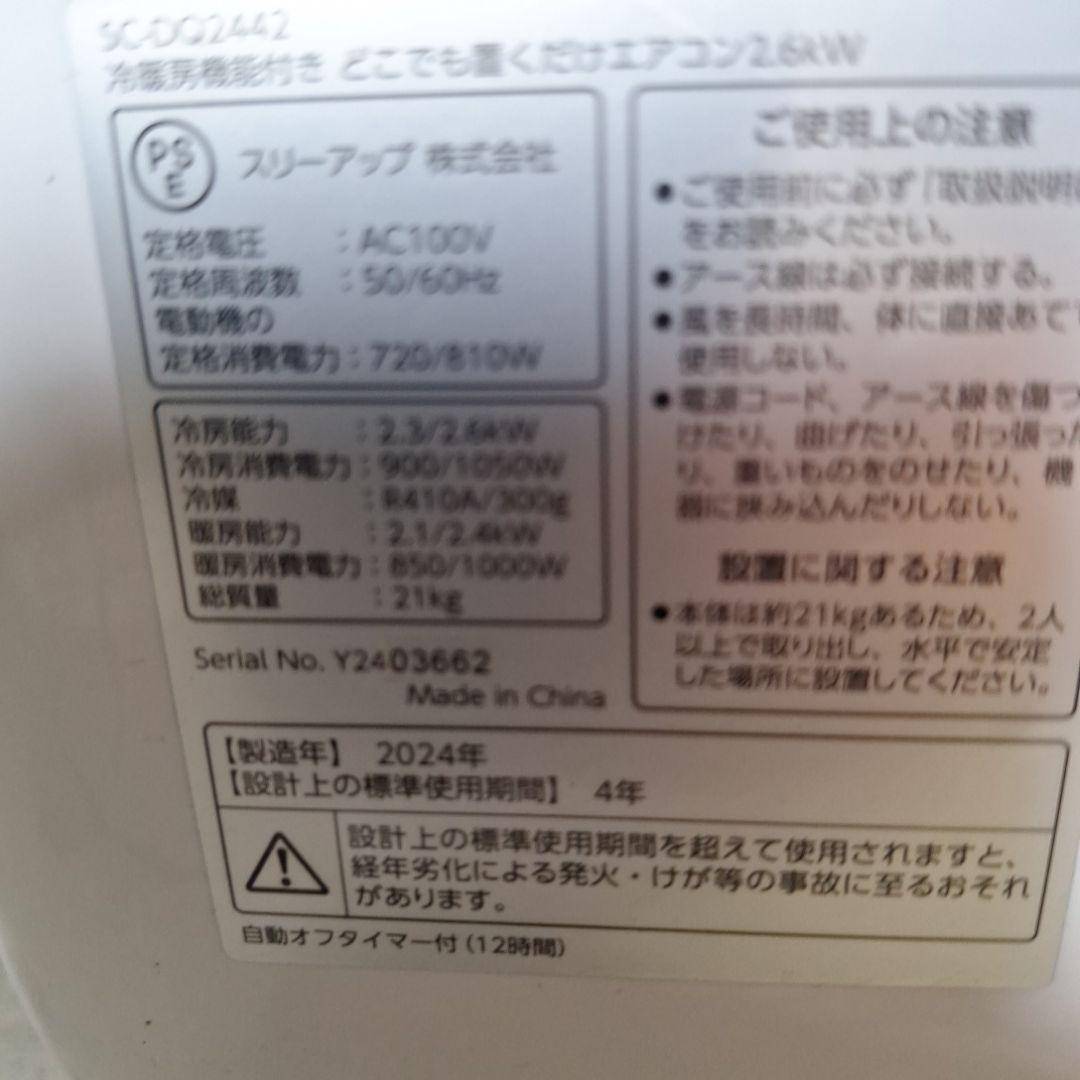 SC-DQ2442
冷暖房機能付き どこでも置くだけエアコン2.6kW
PS
E
スリーアップ 株式会社
定格電圧 : AC100V
定格周波数 : 50/60Hz
電動機の
定格消費電力 : 720/810W
冷房能力 : 2.3/2.6kW
冷房消費電力 : 900/1050W
冷媒 : R410A/300g
暖房能力 : 2.1/2.4kW
暖房消費電力 : 850/1000W
総質量 : 21kg
Serial No. Y2403662
Made in China
ご使用上の注意
●ご使用前に必ず「取扱説明
をお読みください。
●アース線は必ず接続する。
●風を長時間、体に直接あて
使用しない。
●電源コード、アース線を傷つ
けたり、曲げたり、引っ張った
り、重いものをのせたり、機
器に挟み込んだりしない。
設置に関する注意
●本体は約21kgあるため、2人
以上で取り出し、水平で安定
した場所に設置してください。
【製造年】 2024年
【設計上の標準使用期間】 4年
設計上の標準使用期間を超えて使用されますと、
経年劣化による発火・けが等の事故に至るおそれ
があります。
自動オフタイマー付(12時間)